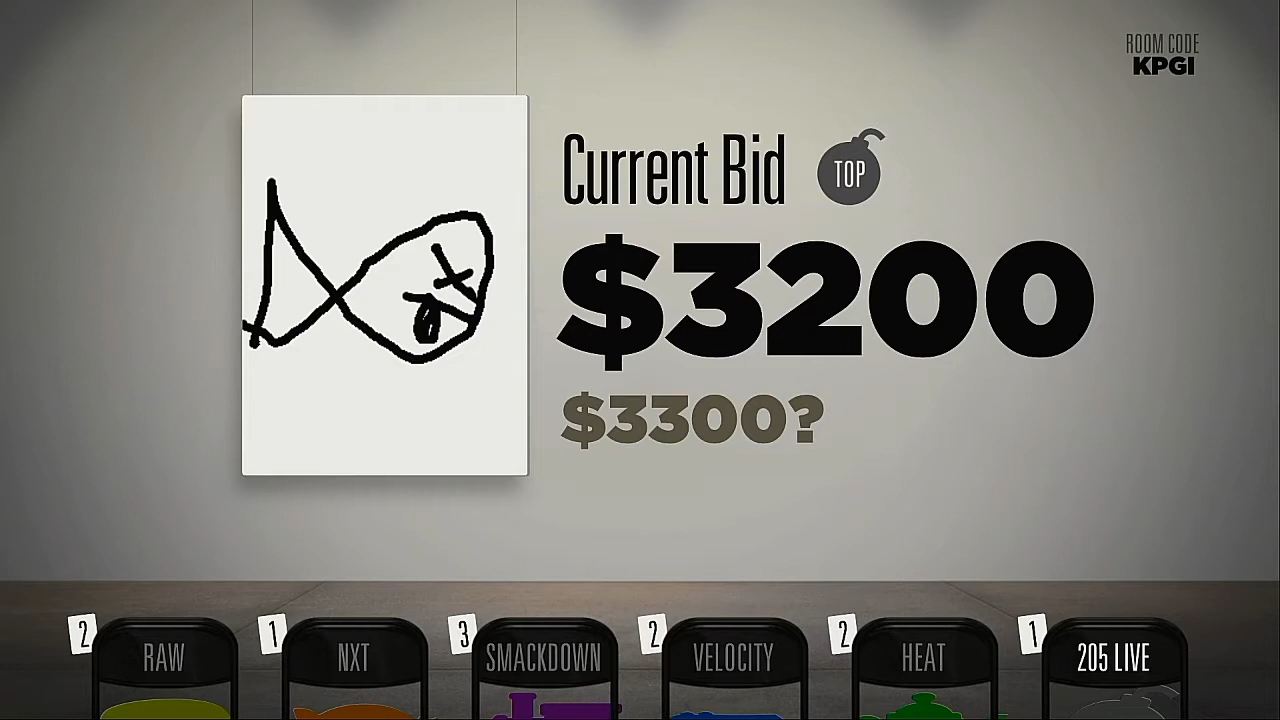 ROOM CODE
KPGI
Current Bid TOP
$3200
$3300?
2 RAW 1 NXT 3 SMACKDOWN 2 VELOCITY 2 HEAT 1 205 LIVE